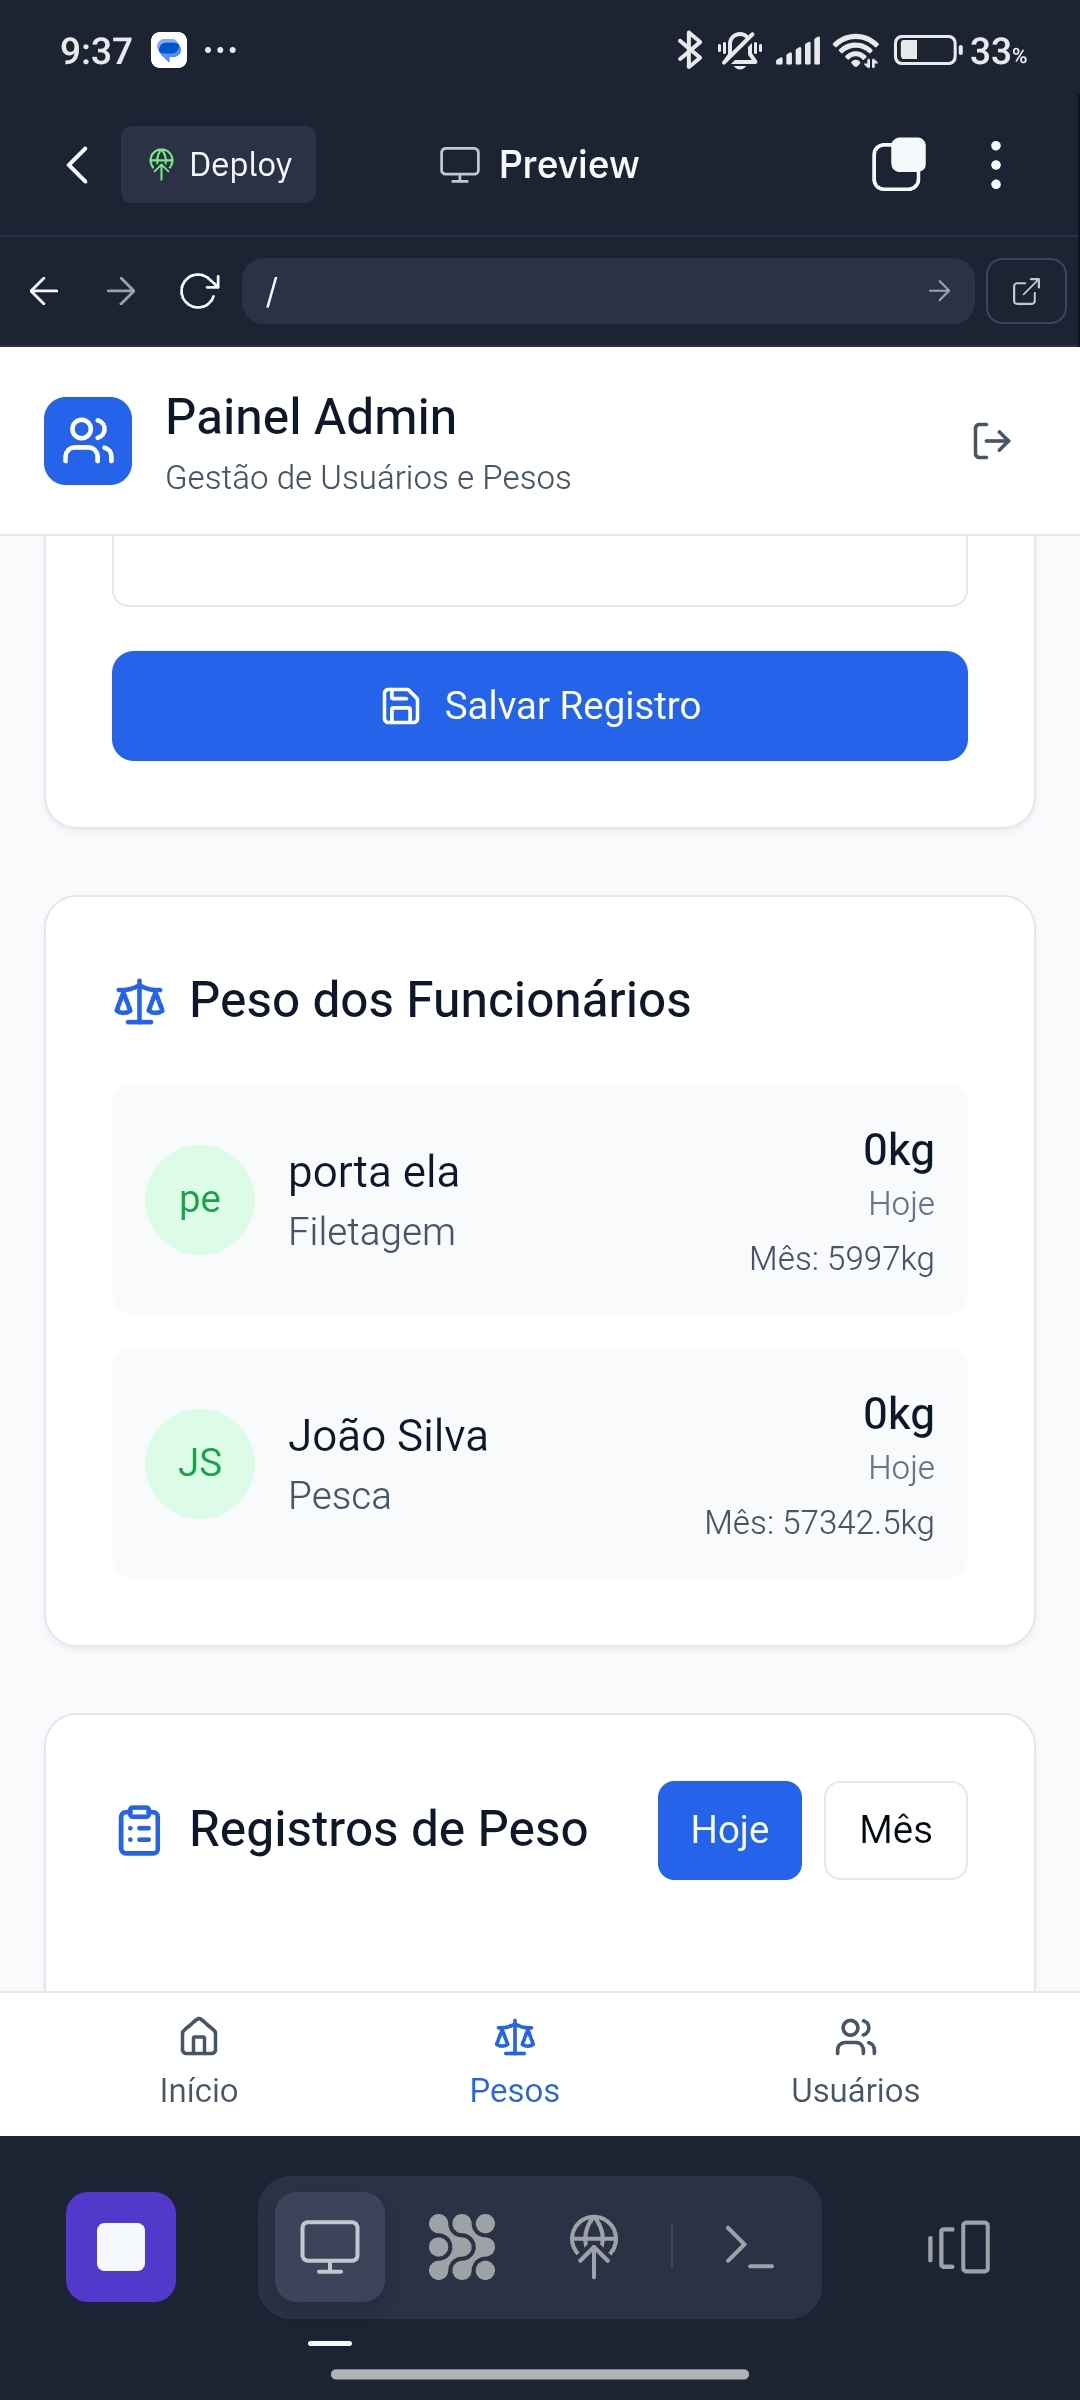 9:37
33%
Deploy
Preview
/
Painel Admin
Gestão de Usuários e Pesos
Salvar Registro
Peso dos Funcionários
pe
porta ela
Filetagem
0kg
Hoje
Mês: 5997kg
JS
João Silva
Pesca
0kg
Hoje
Mês: 57342.5kg
Registros de Peso
Hoje
Mês
Início
Pesos
Usuários